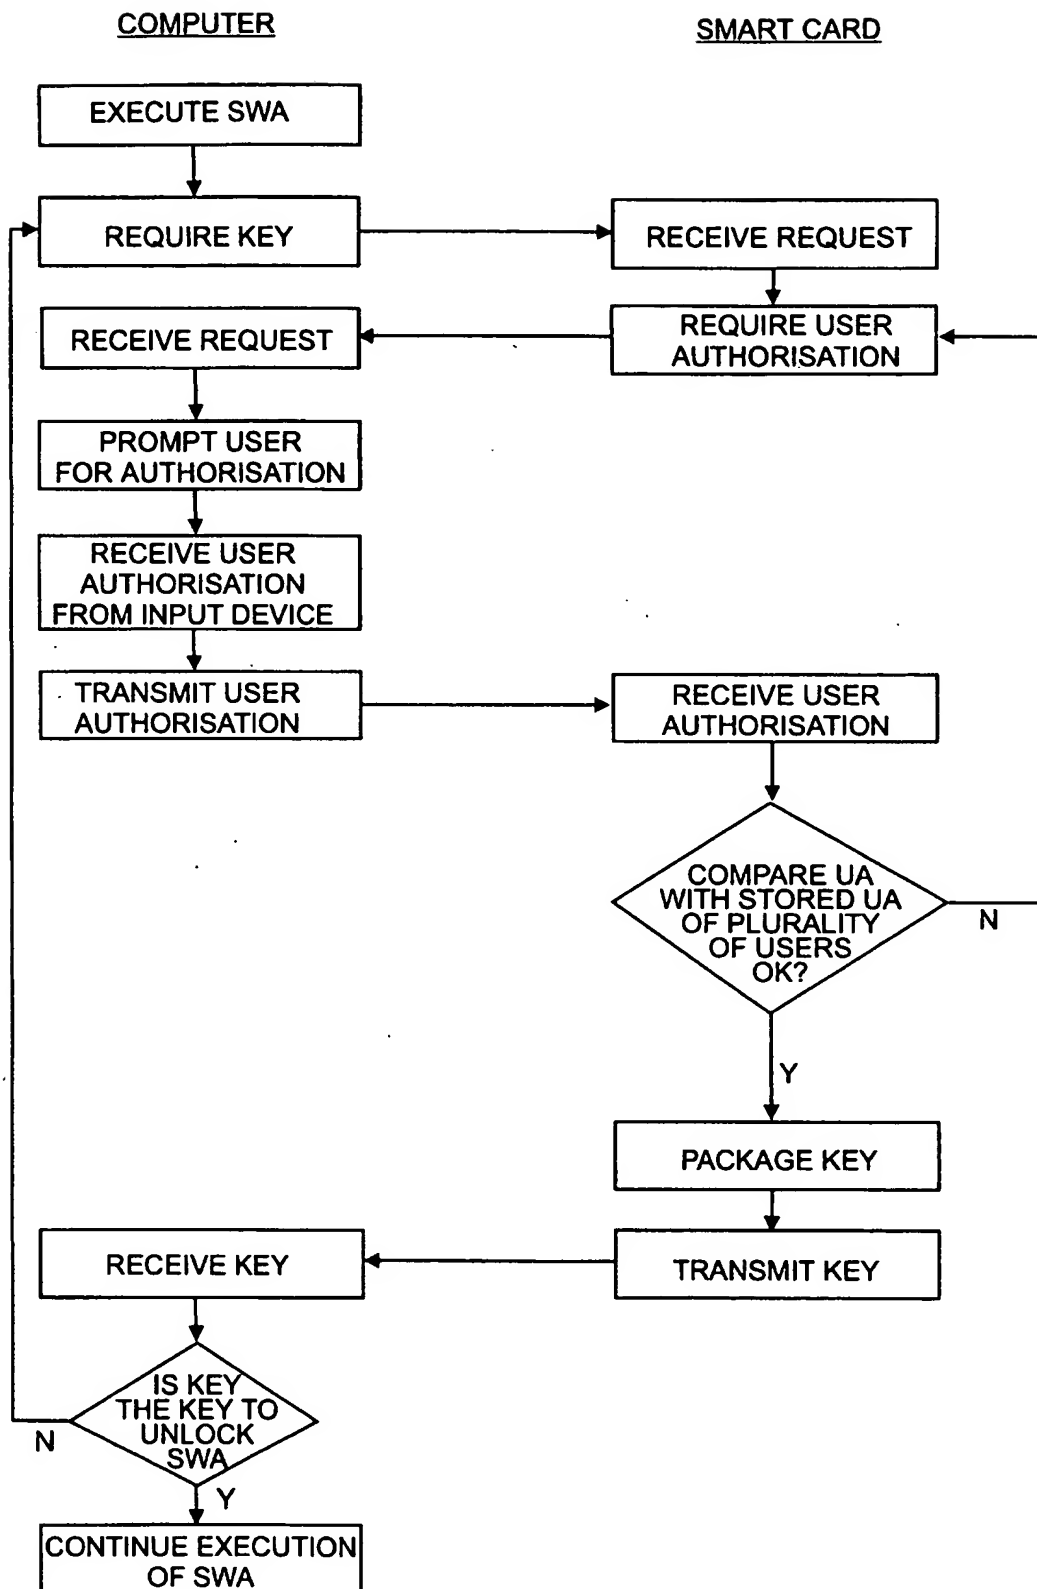 COMPUTER
SMART CARD
EXECUTE SWA
REQUIRE KEY
RECEIVE REQUEST
RECEIVE REQUEST
REQUIRE USER
AUTHORISATION
PROMPT USER
FOR AUTHORISATION
RECEIVE USER
AUTHORISATION
FROM INPUT DEVICE
TRANSMIT USER
AUTHORISATION
RECEIVE USER
AUTHORISATION
COMPARE UA
WITH STORED UA
OF PLURALITY
OF USERS
OK?
N
Y
PACKAGE KEY
RECEIVE KEY
TRANSMIT KEY
IS KEY
THE KEY TO
UNLOCK
SWA
N
Y
CONTINUE EXECUTION
OF SWA